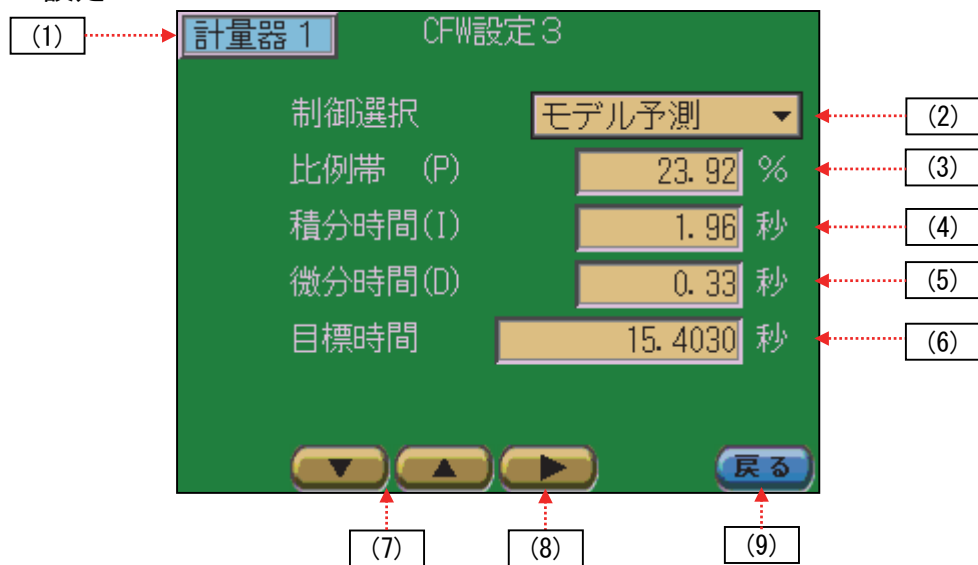 設定
(1)
計量器1 CFW設定3
制御選択 モデル予測 ▼ (2)
比例帯 (P) 23.92 % (3)
積分時間(I) 1.96 秒 (4)
微分時間(D) 0.33 秒 (5)
目標時間 15.4030 秒 (6)
▼ ▲ ▶ 戻る
(7) (8) (9)